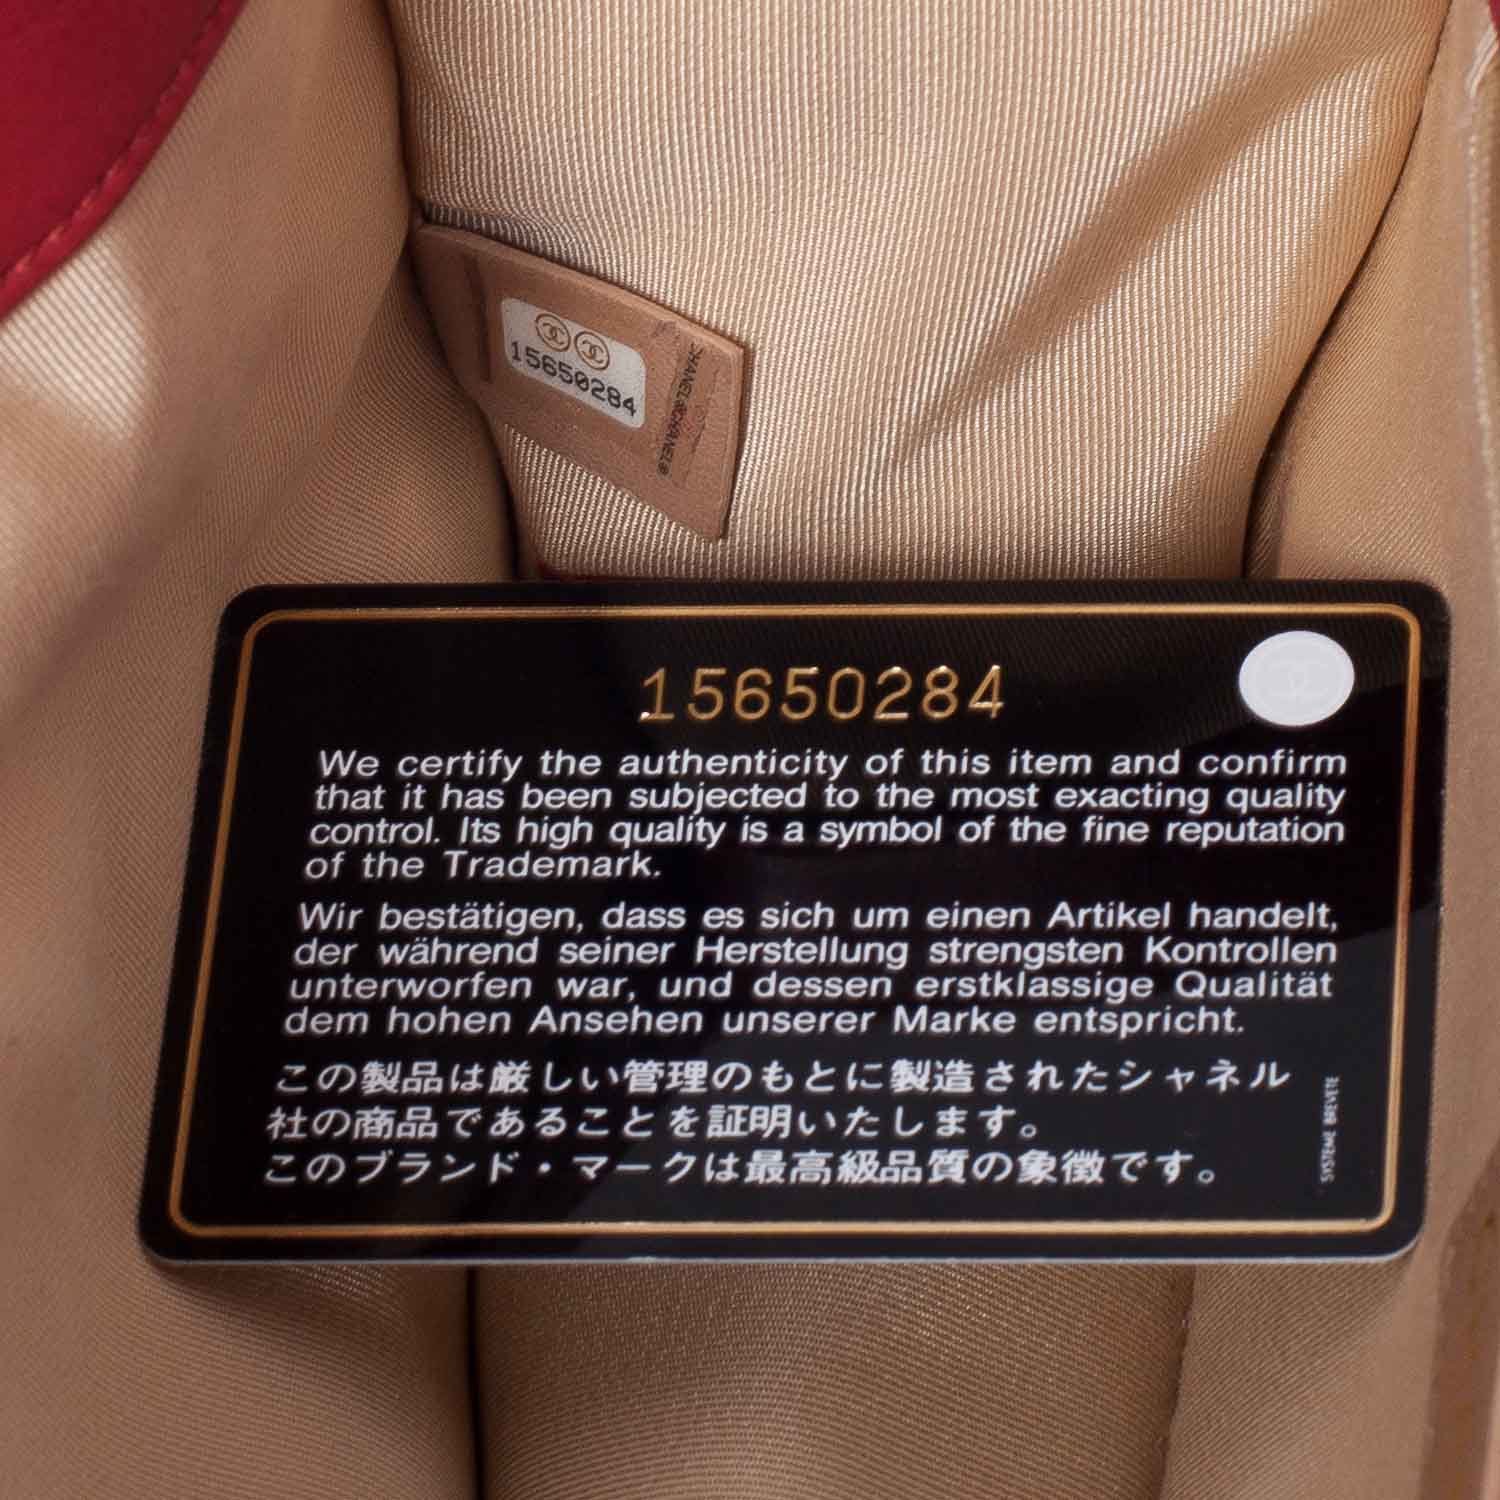 15650284
CHANEL®CHANEL®
15650284
We certify the authenticity of this item and confirm
that it has been subjected to the most exacting quality
control. Its high quality is a symbol of the fine reputation
of the Trademark.
Wir bestätigen, dass es sich um einen Artikel handelt,
der während seiner Herstellung strengsten Kontrollen
unterworfen war, und dessen erstklassige Qualität
dem hohen Ansehen unserer Marke entspricht.
この製品は厳しい管理のもとに製造されたシャネル
社の商品であることを証明いたします。
このブランド・マークは最高級品質の象徴です。
SYSTEME BREVETE